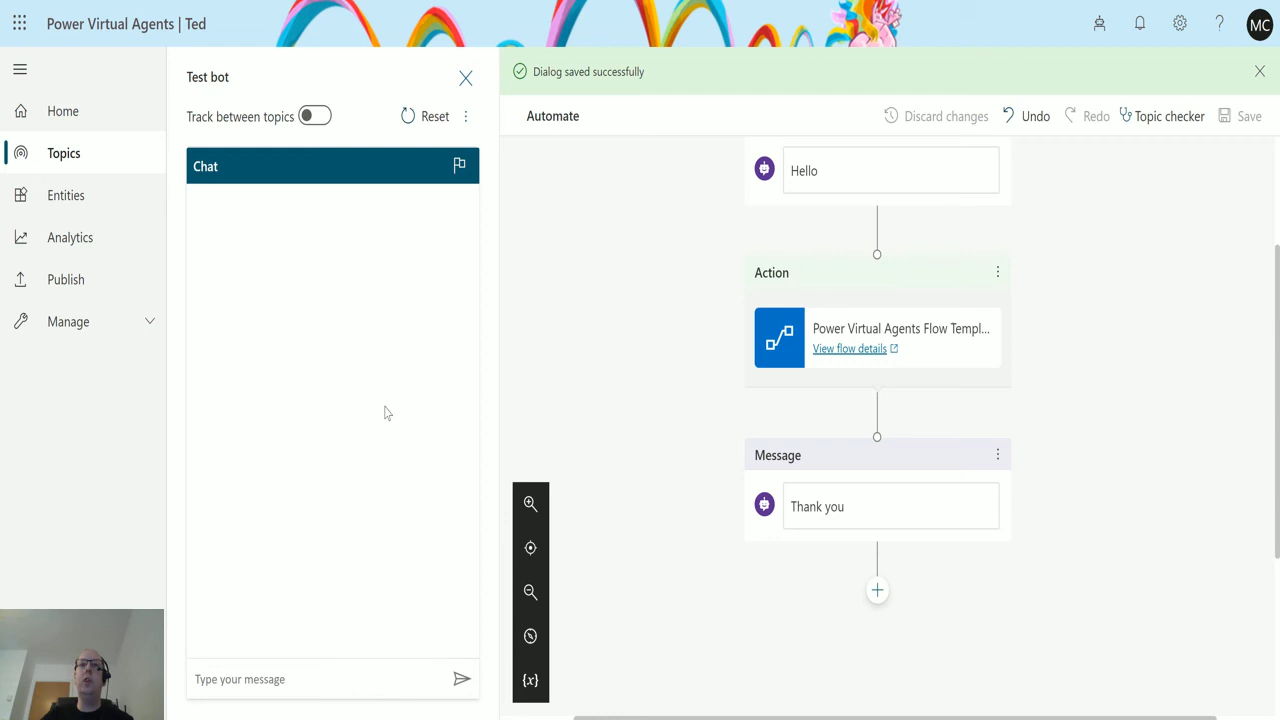 Power Virtual Agents | Ted
MC
Home
Topics
Entities
Analytics
Publish
Manage
Test bot
Track between topics
Reset
Chat
Type your message
Dialog saved successfully
Automate
Discard changes
Undo
Redo
Topic checker
Save
Hello
Action
Power Virtual Agents Flow Templ...
View flow details
Message
Thank you
{x}